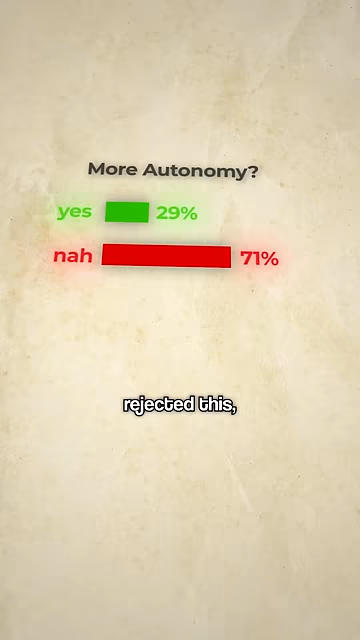 More Autonomy?
yes 29%
nah 71%
rejected this,